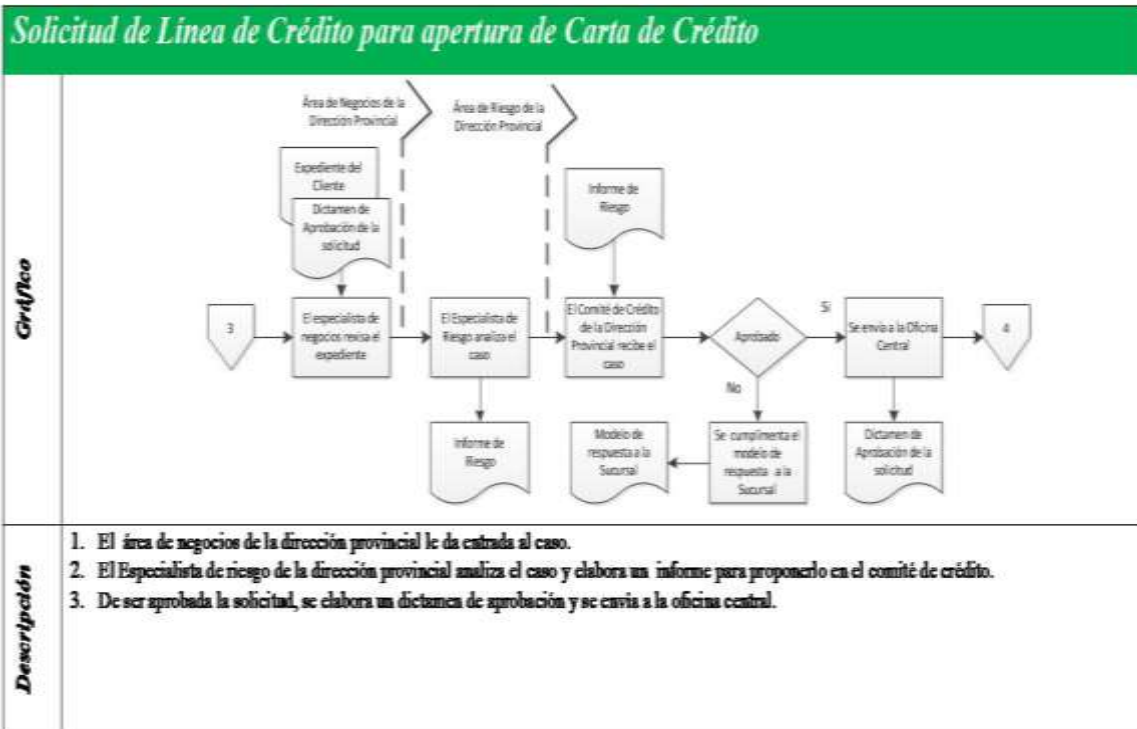 Solicitud de Línea de Crédito para apertura de Carta de Crédito
Gráfico
Área de Negocios de la
Dirección Provincial
Área de Riesgo de la
Dirección Provincial
Expediente del
Cliente
Dictamen de
Aprobación de la
solicitud
Informe de
Riesgo
3
El especialista de
negocios revisa el
expediente
El Especialista de
Riesgo analiza el
caso
El Comité de Crédito
de la Dirección
Provincial recibe el
caso
Aprobado
Si
Se envía a la Oficina
Central
4
No
Informe de
Riesgo
Modelo de
respuesta a la
Sucursal
Se cumplimenta el
modelo de
respuesta a la
Sucursal
Dictamen de
Aprobación de la
solicitud
Descripción
1. El área de negocios de la dirección provincial le da entrada al caso.
2. El Especialista de riesgo de la dirección provincial analiza el caso y elabora un informe para proponerlo en el comité de crédito.
3. De ser aprobada la solicitud, se elabora un dictamen de aprobación y se envia a la oficina central.